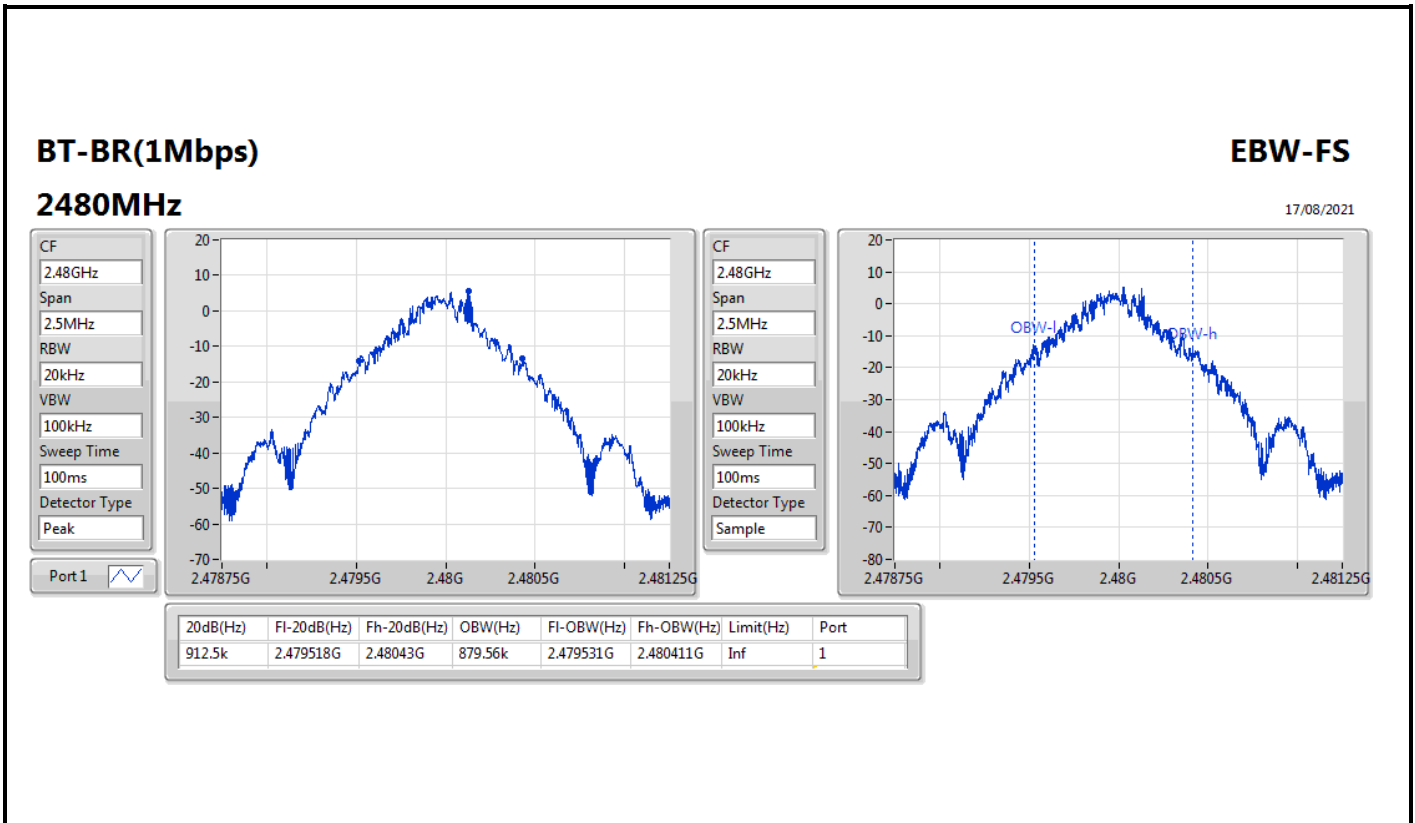 BT-BR(1Mbps)
EBW-FS
2480MHz
17/08/2021
CF
2.48GHz
Span
2.5MHz
RBW
20kHz
VBW
100kHz
Sweep Time
100ms
Detector Type
Peak
Port 1
20
10
0
-10
-20
-30
-40
-50
-60
-70
2.47875G 2.4795G 2.48G 2.4805G 2.48125G
CF
2.48GHz
Span
2.5MHz
RBW
20kHz
VBW
100kHz
Sweep Time
100ms
Detector Type
Sample
20
10
0
-10
-20
-30
-40
-50
-60
-70
-80
OBW-l
OBW-h
2.47875G 2.4795G 2.48G 2.4805G 2.48125G
20dB(Hz) Fl-20dB(Hz) Fh-20dB(Hz) OBW(Hz) Fl-OBW(Hz) Fh-OBW(Hz) Limit(Hz) Port
912.5k 2.479518G 2.48043G 879.56k 2.479531G 2.480411G Inf 1